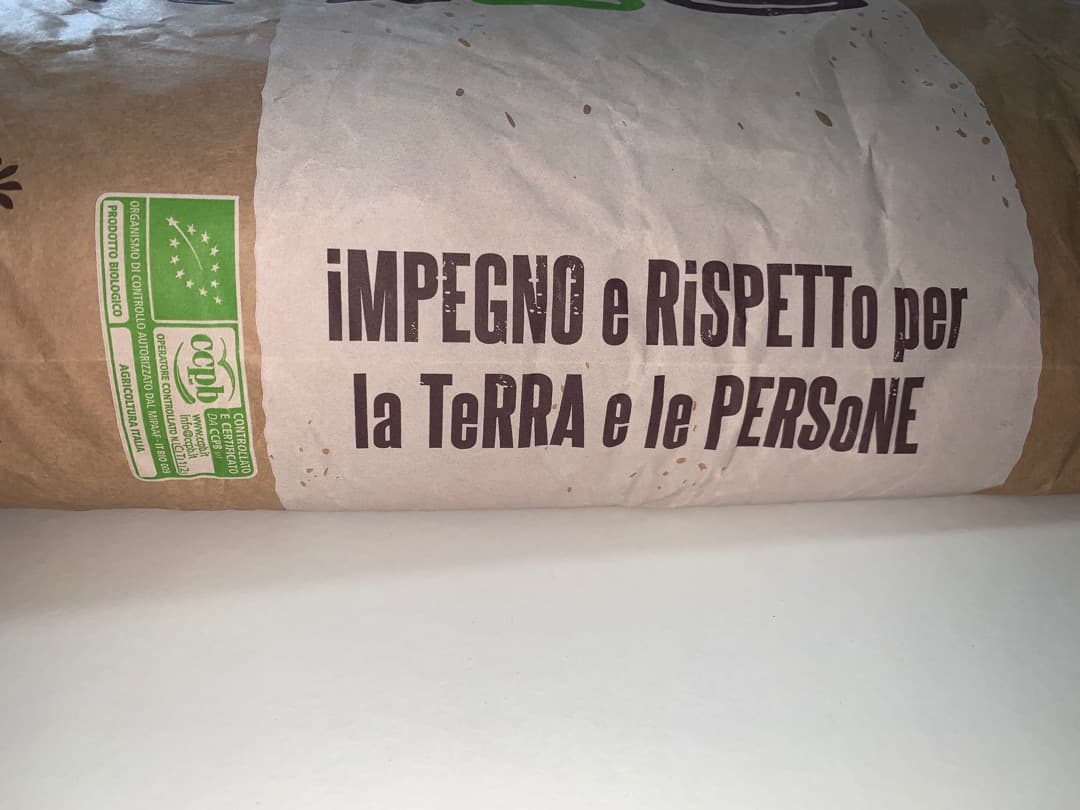 iMPEGNO e RiSPETTo per
la TeRRA e le PERSoNE
PRODOTTO BIOLOGICO
AGRICOLTURA ITALIA
ORGANISMO DI CONTROLLO AUTORIZZATO DAL MIPAAF - IT BIO 009
ccpb
OPERATORE CONTROLLATO N.
info@ccpb.it
www.ccpb.it
DA CCPB srl
E CERTIFICATO
CONTROLLATO